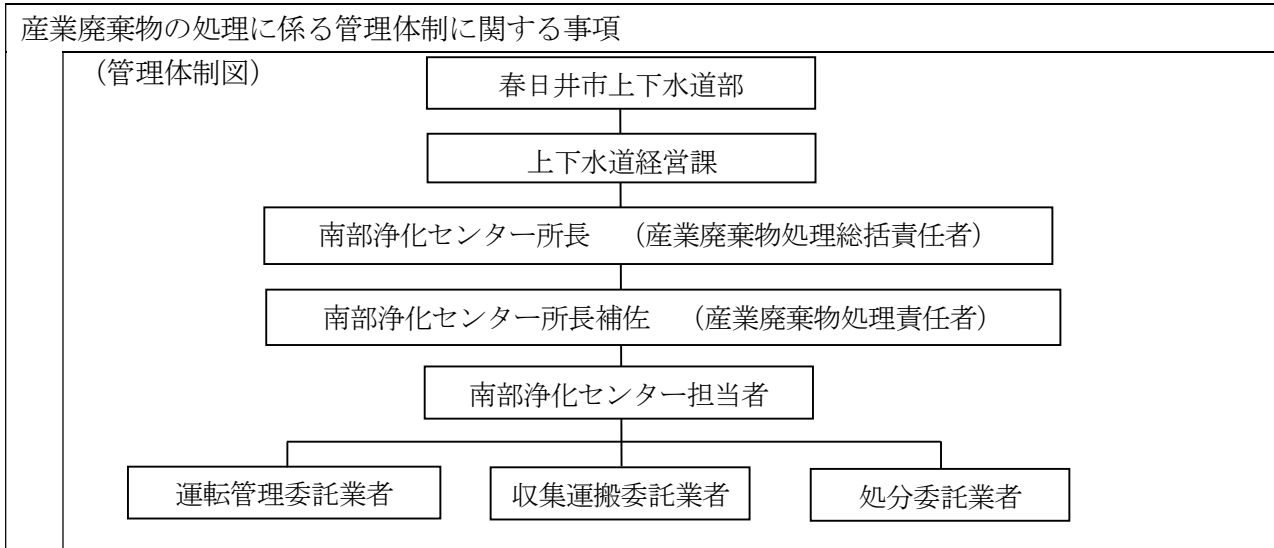 産業廃棄物の処理に係る管理体制に関する事項
（管理体制図）
春日井市上下水道部
上下水道経営課
南部浄化センター所長　（産業廃棄物処理総括責任者）
南部浄化センター所長補佐　（産業廃棄物処理責任者）
南部浄化センター担当者
運転管理委託業者　収集運搬委託業者　処分委託業者